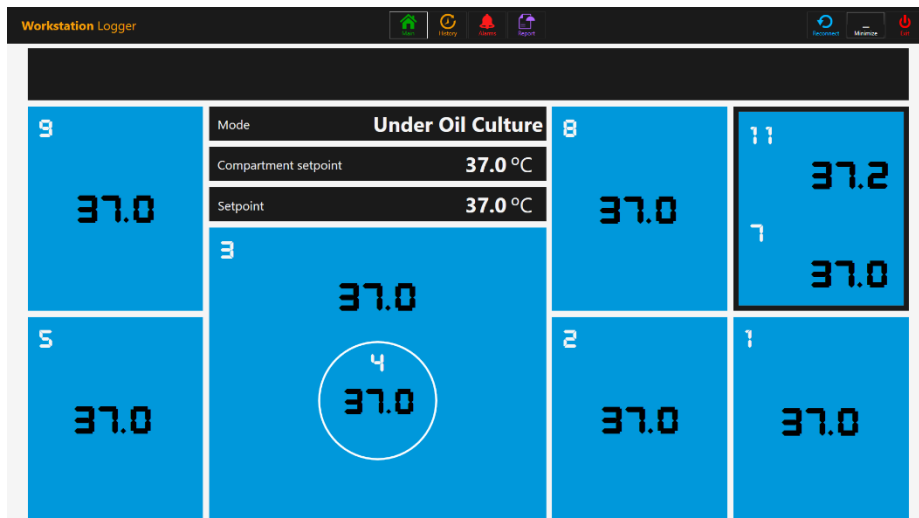 Workstation Logger
Main
History
Alarms
Report
Reconnect
Minimize
Exit
9
37.0
Mode
Under Oil Culture
Compartment setpoint
37.0 °C
Setpoint
37.0 °C
8
37.0
11
37.2
7
37.0
3
37.0
4
37.0
5
37.0
2
37.0
1
37.0